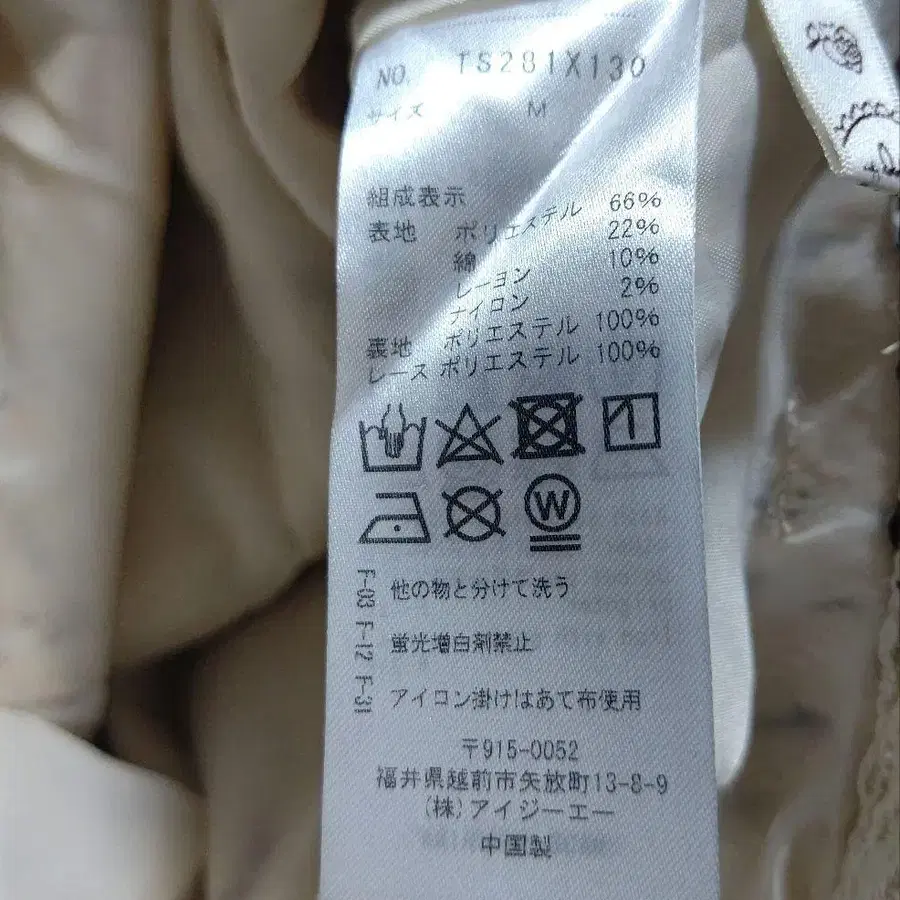 NO. TS281X130
サイズ M
組成表示
表地 ポリエステル 66%
綿 22%
レーヨン 10%
ナイロン 2%
裏地 ポリエステル 100%
レース ポリエステル 100%
W
F-03 F-12 F-31
他の物と分けて洗う
蛍光増白剤禁止
アイロン掛けはあて布使用
〒915-0052
福井県越前市矢放町13-8-9
(株)アイジーエー
中国製